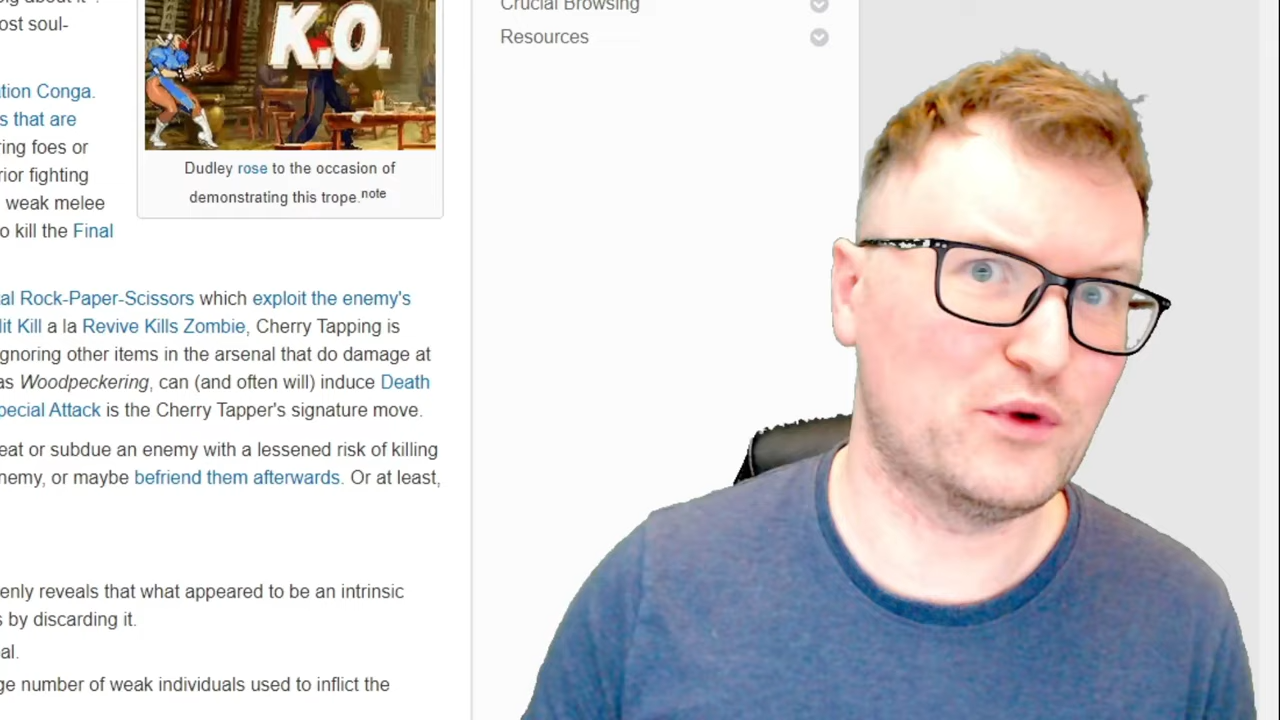 ost soul-
tion Conga.
s that are
ring foes or
rior fighting
weak melee
o kill the Final
K.O.
Dudley rose to the occasion of
demonstrating this trope.note
al Rock-Paper-Scissors which exploit the enemy's
Hit Kill a la Revive Kills Zombie, Cherry Tapping is
gnoring other items in the arsenal that do damage at
as Woodpeckering, can (and often will) induce Death
pecial Attack is the Cherry Tapper's signature move.
eat or subdue an enemy with a lessened risk of killing
nemy, or maybe befriend them afterwards. Or at least,
enly reveals that what appeared to be an intrinsic
s by discarding it.
al.
ge number of weak individuals used to inflict the
Crucial Browsing
Resources